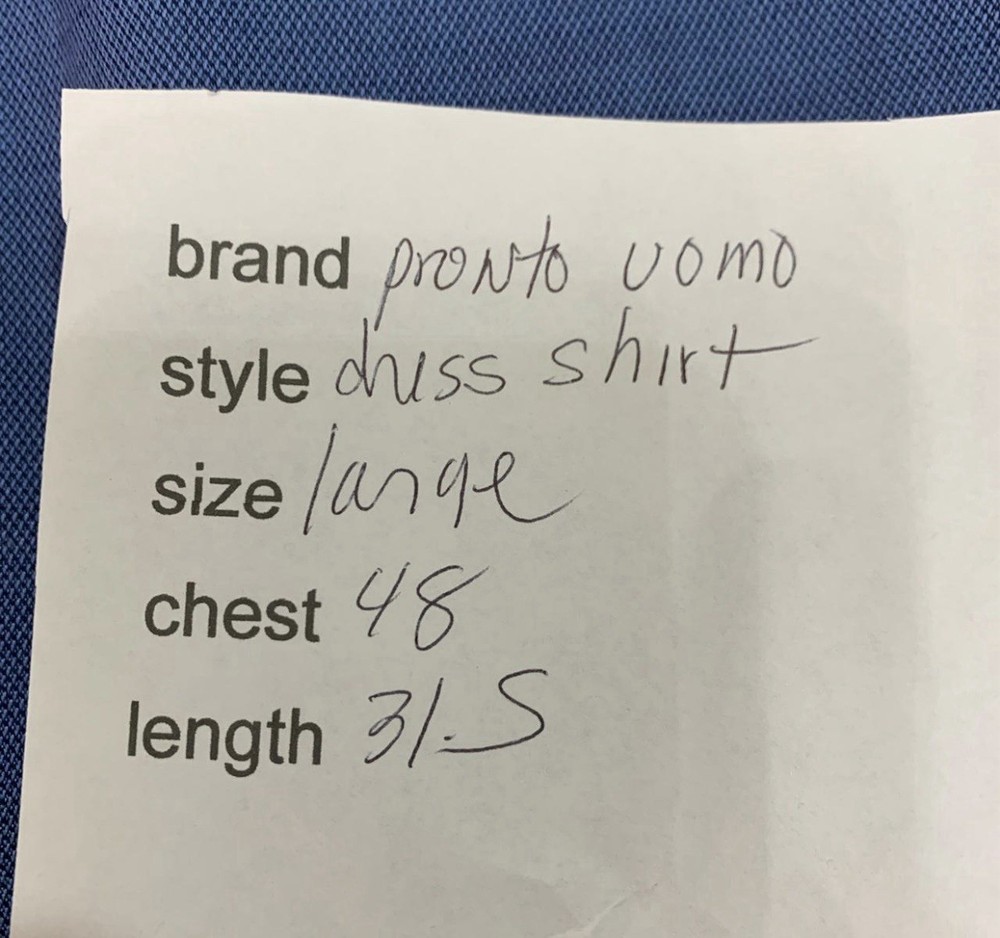 brand pronto uomo
style dress shirt
size large
chest 48
length 31.5